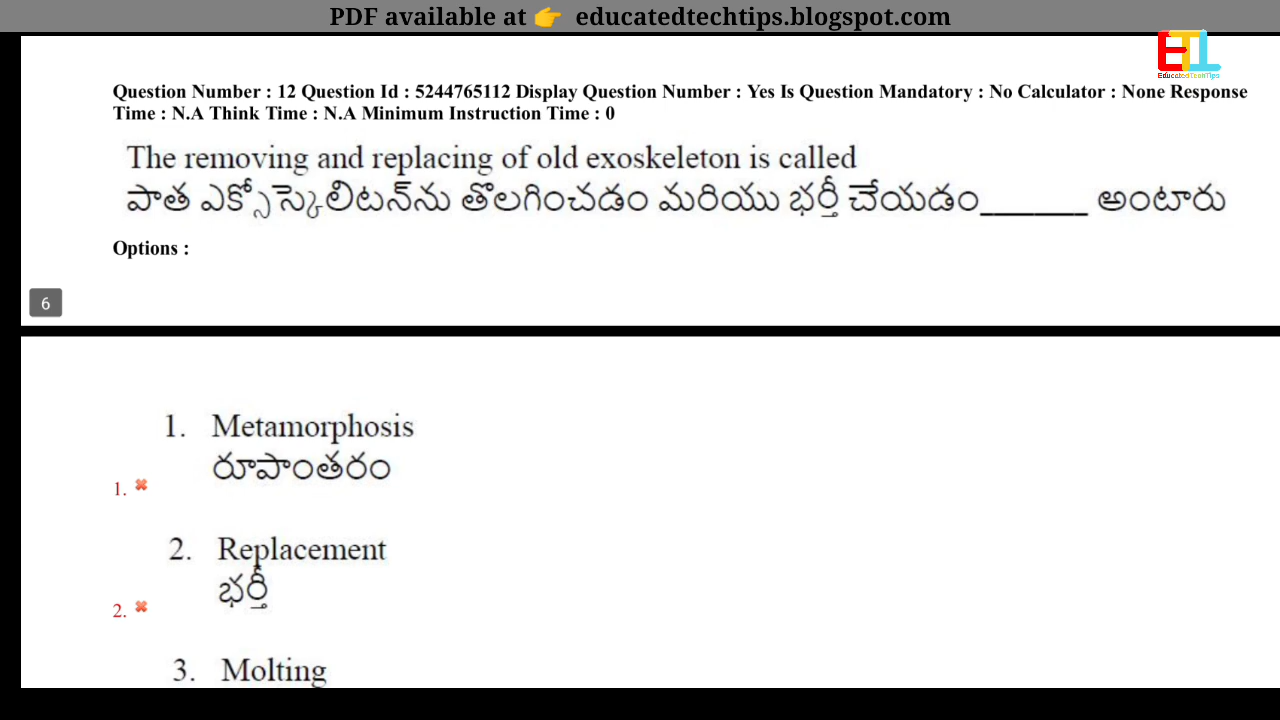 PDF available at 👉 educatedtechtips.blogspot.com
ETL
EducatedTechTips
Question Number : 12 Question Id : 5244765112 Display Question Number : Yes Is Question Mandatory : No Calculator : None Response
Time : N.A Think Time : N.A Minimum Instruction Time : 0
The removing and replacing of old exoskeleton is called
పాత ఎక్సోస్కెలిటన్‌ను తొలగించడం మరియు భర్తీ చేయడం______ అంటారు
Options :
6
1. Metamorphosis
రూపాంతరం
1. ✖
2. Replacement
భర్తీ
2. ✖
3. Molting